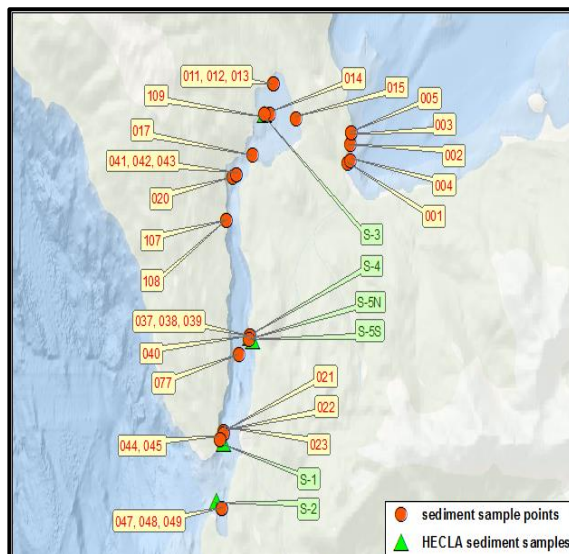 011, 012, 013
014
109
015
005
017
003
041, 042, 043
002
020
004
001
107
S-3
108
S-4
S-5N
037, 038, 039
S-5S
040
077
021
022
044, 045
023
S-1
S-2
047, 048, 049
sediment sample points
HECLA sediment samples